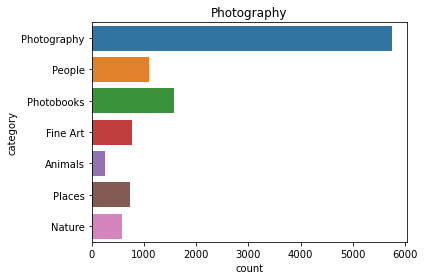 Photography
Photography
People
Photobooks
Fine Art
Animals
Places
Nature
category
0 1000 2000 3000 4000 5000 6000
count